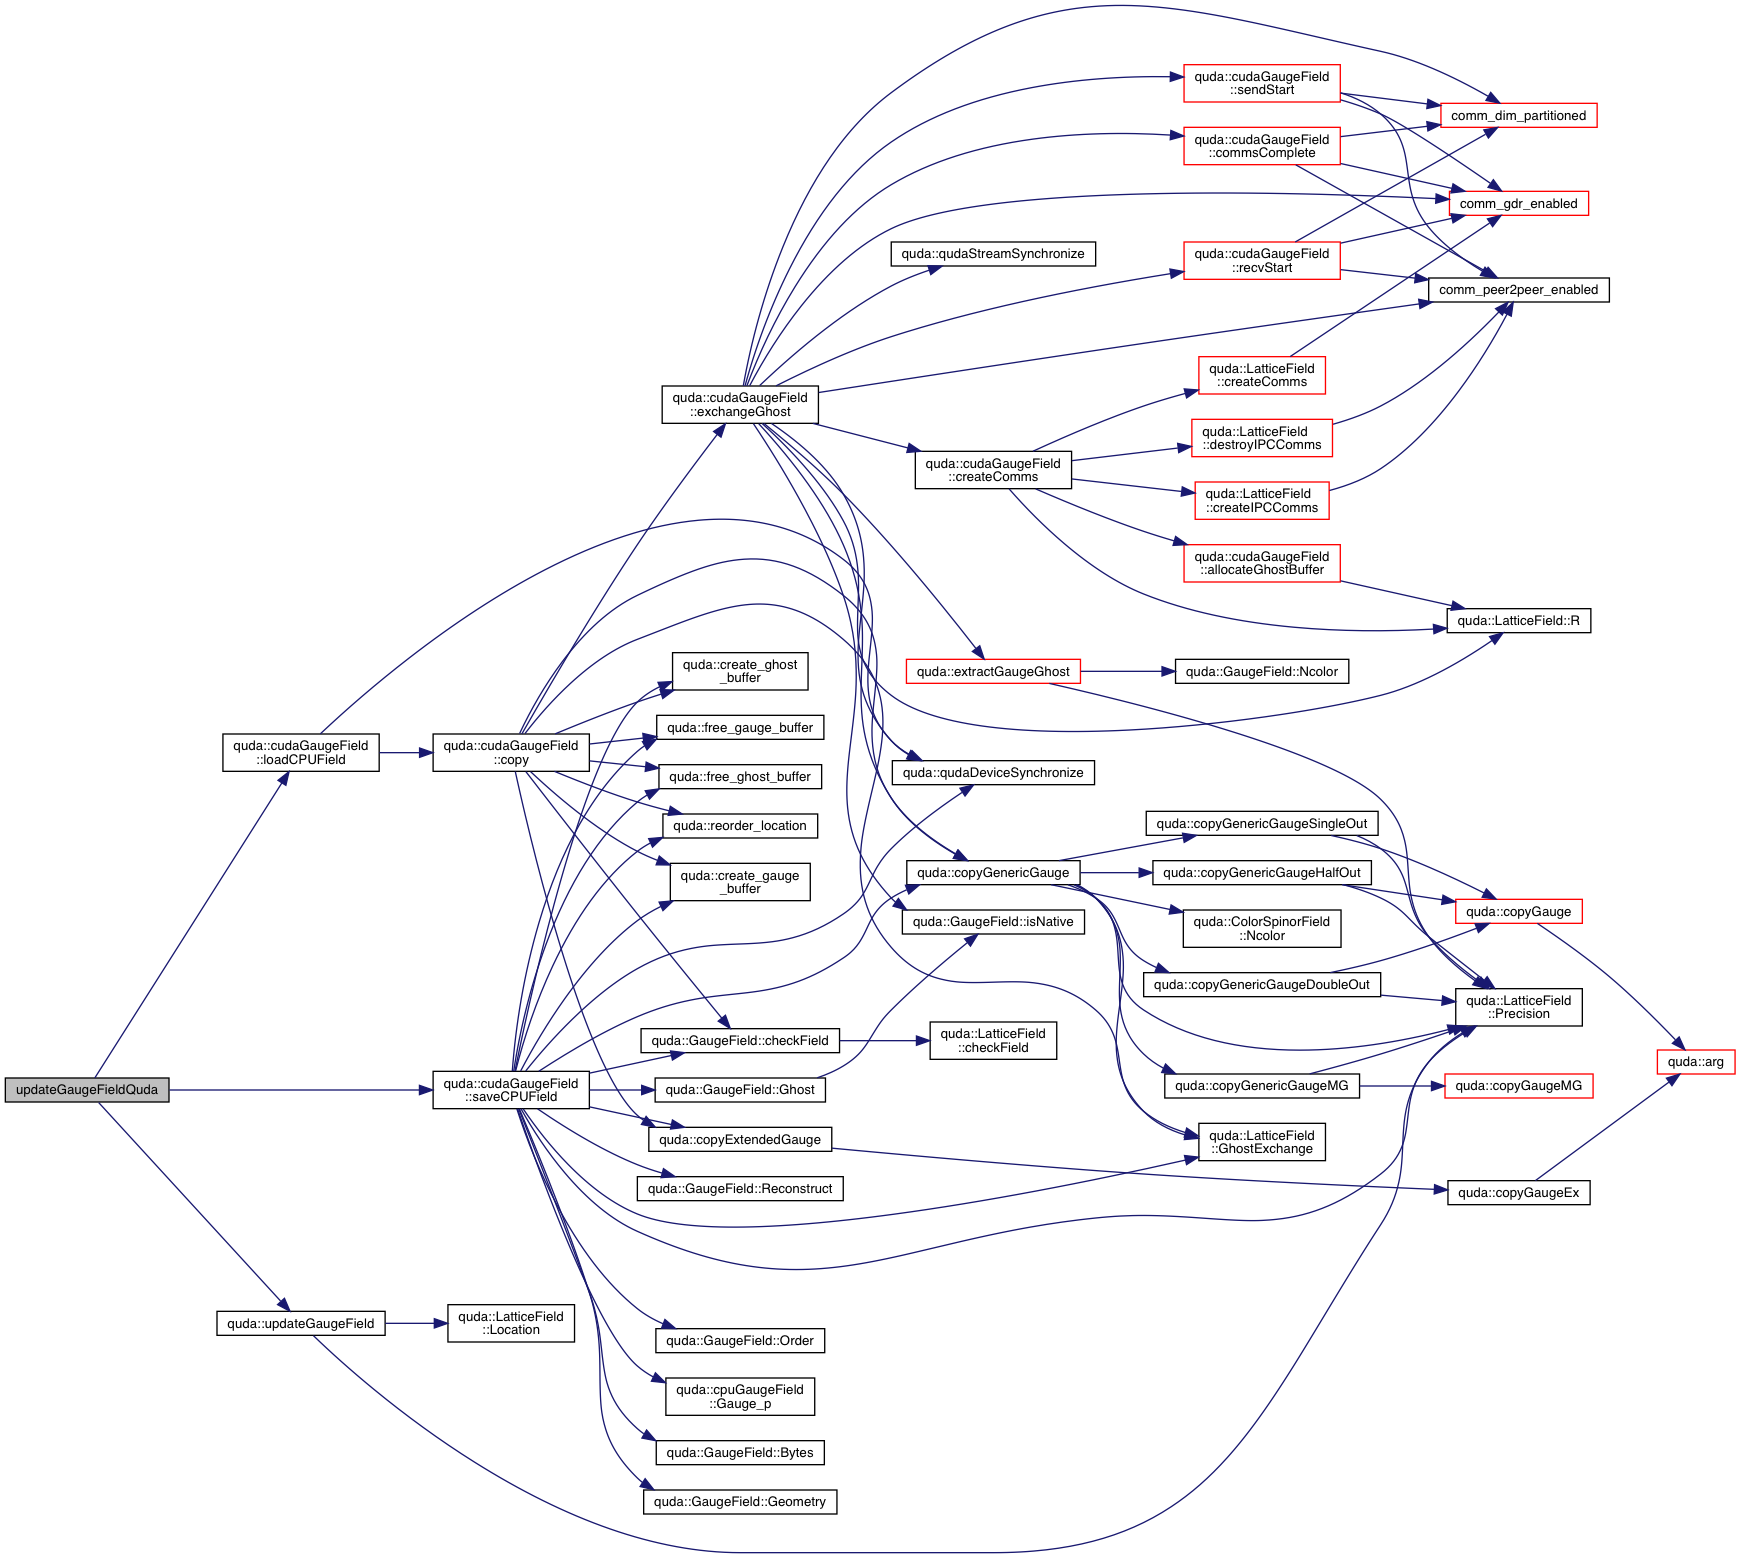 updateGaugeFieldQuda
quda::cudaGaugeField
::loadCPUField
quda::updateGaugeField
quda::cudaGaugeField
::copy
quda::cudaGaugeField
::saveCPUField
quda::LatticeField
::Location
quda::cudaGaugeField
::exchangeGhost
quda::create_ghost
_buffer
quda::free_gauge_buffer
quda::free_ghost_buffer
quda::reorder_location
quda::create_gauge
_buffer
quda::GaugeField::checkField
quda::GaugeField::Ghost
quda::copyExtendedGauge
quda::GaugeField::Reconstruct
quda::GaugeField::Order
quda::cpuGaugeField
::Gauge_p
quda::GaugeField::Bytes
quda::GaugeField::Geometry
quda::qudaStreamSynchronize
quda::cudaGaugeField
::createComms
quda::extractGaugeGhost
quda::qudaDeviceSynchronize
quda::copyGenericGauge
quda::GaugeField::isNative
quda::LatticeField
::checkField
quda::cudaGaugeField
::sendStart
quda::cudaGaugeField
::commsComplete
quda::cudaGaugeField
::recvStart
quda::LatticeField
::createComms
quda::LatticeField
::destroyIPCComms
quda::LatticeField
::createIPCComms
quda::cudaGaugeField
::allocateGhostBuffer
quda::GaugeField::Ncolor
quda::copyGenericGaugeSingleOut
quda::copyGenericGaugeHalfOut
quda::ColorSpinorField
::Ncolor
quda::copyGenericGaugeDoubleOut
quda::copyGenericGaugeMG
quda::LatticeField
::GhostExchange
comm_dim_partitioned
comm_gdr_enabled
comm_peer2peer_enabled
quda::LatticeField::R
quda::copyGauge
quda::LatticeField
::Precision
quda::copyGaugeMG
quda::copyGaugeEx
quda::arg